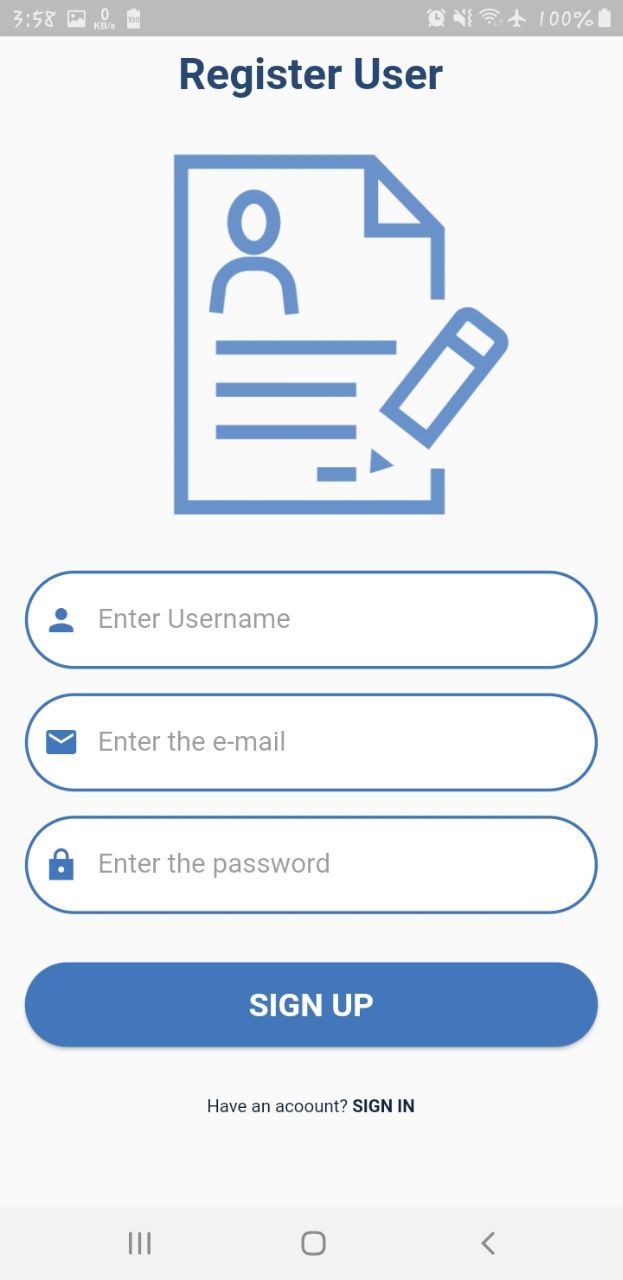 3:58 0 KB/s 100 100%
Register User
Enter Username
Enter the e-mail
Enter the password
SIGN UP
Have an acoount? SIGN IN